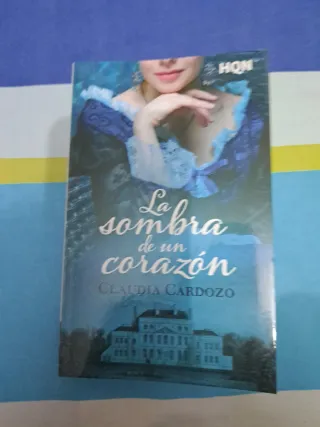 HQN
La
sombra
de un
corazón
CLAUDIA CARDOZO